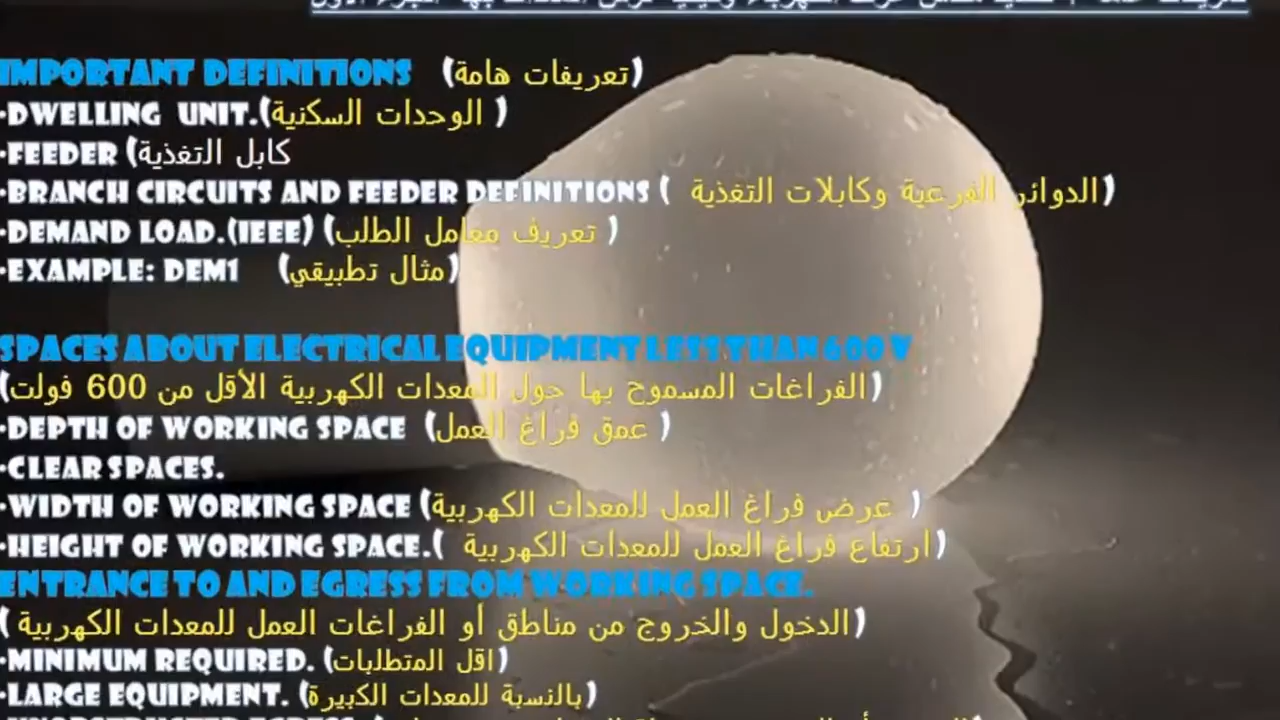 IMPORTANT DEFINITIONS (تعريفات هامة)
·DWELLING UNIT.(الوحدات السكنية )
·FEEDER (كابل التغذية
·BRANCH CIRCUITS AND FEEDER DEFINITIONS ( الدوائر الفرعية وكابلات التغذية)
·DEMAND LOAD.(IEEE) (تعريف معامل الطلب )
·EXAMPLE: DEM1 (مثال تطبيقي)
SPACES ABOUT ELECTRICAL EQUIPMENT LESS THAN 600 V
(الفراغات المسموح بها حول المعدات الكهربية الأقل من 600 فولت)
·DEPTH OF WORKING SPACE (عمق فراغ العمل )
·CLEAR SPACES.
·WIDTH OF WORKING SPACE (عرض فراغ العمل للمعدات الكهربية )
·HEIGHT OF WORKING SPACE.( ارتفاع فراغ العمل للمعدات الكهربية)
ENTRANCE TO AND EGRESS FROM WORKING SPACE.
(الدخول والخروج من مناطق أو الفراغات العمل للمعدات الكهربية )
·MINIMUM REQUIRED. (اقل المتطلبات)
·LARGE EQUIPMENT. (بالنسبة للمعدات الكبيرة)